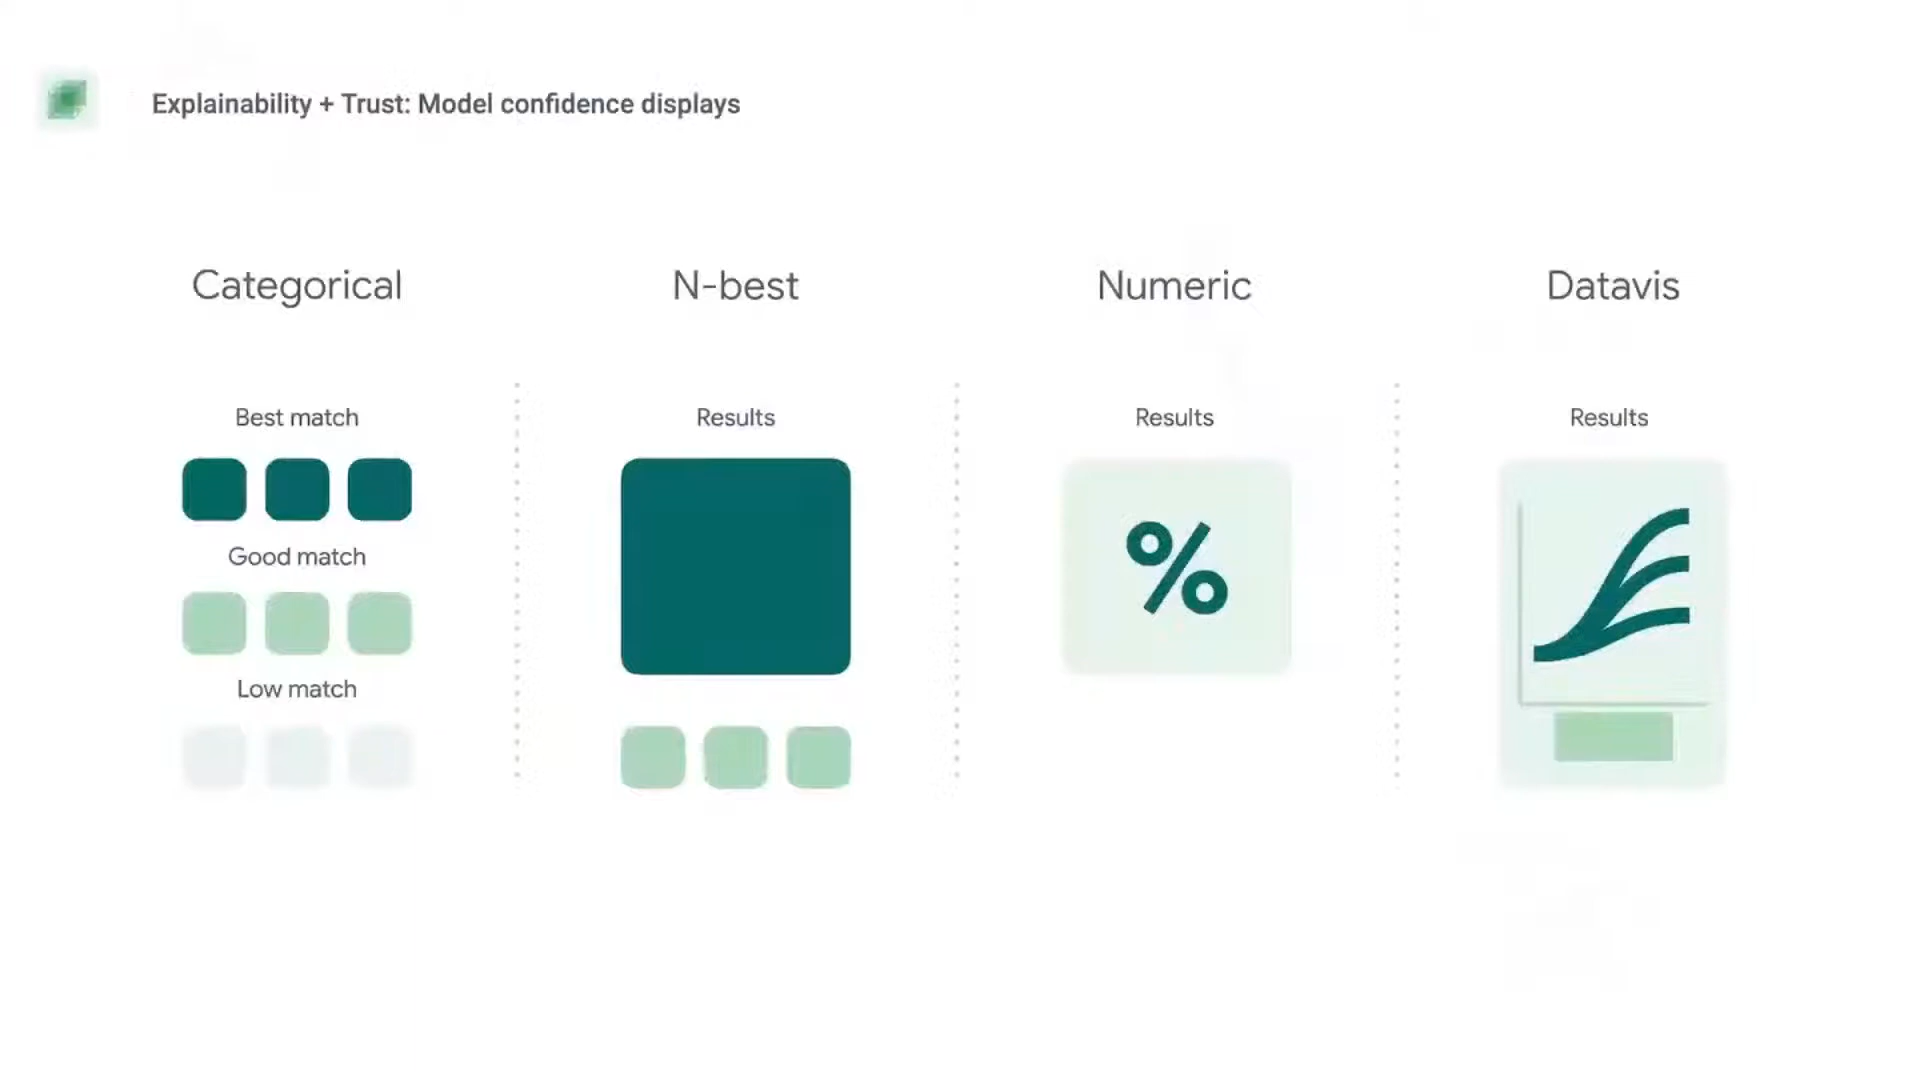 Explainability + Trust: Model confidence displays
Categorical
N-best
Numeric
Datavis
Best match
Good match
Low match
Results
Results
%
Results